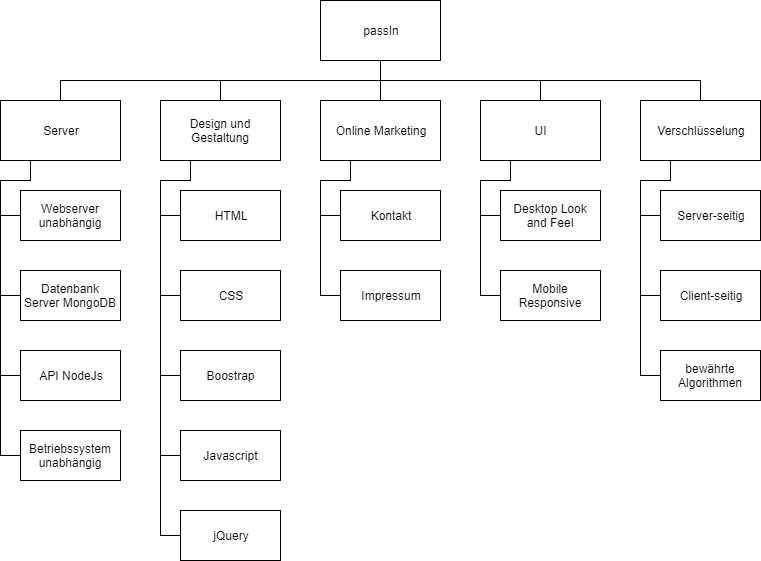 passIn
Server
Design und
Gestaltung
Online Marketing
UI
Verschlüsselung
Webserver
unabhängig
HTML
Kontakt
Desktop Look
and Feel
Server-seitig
Datenbank
Server MongoDB
CSS
Impressum
Mobile
Responsive
Client-seitig
API NodeJs
Boostrap
bewährte
Algorithmen
Betriebssystem
unabhängig
Javascript
jQuery